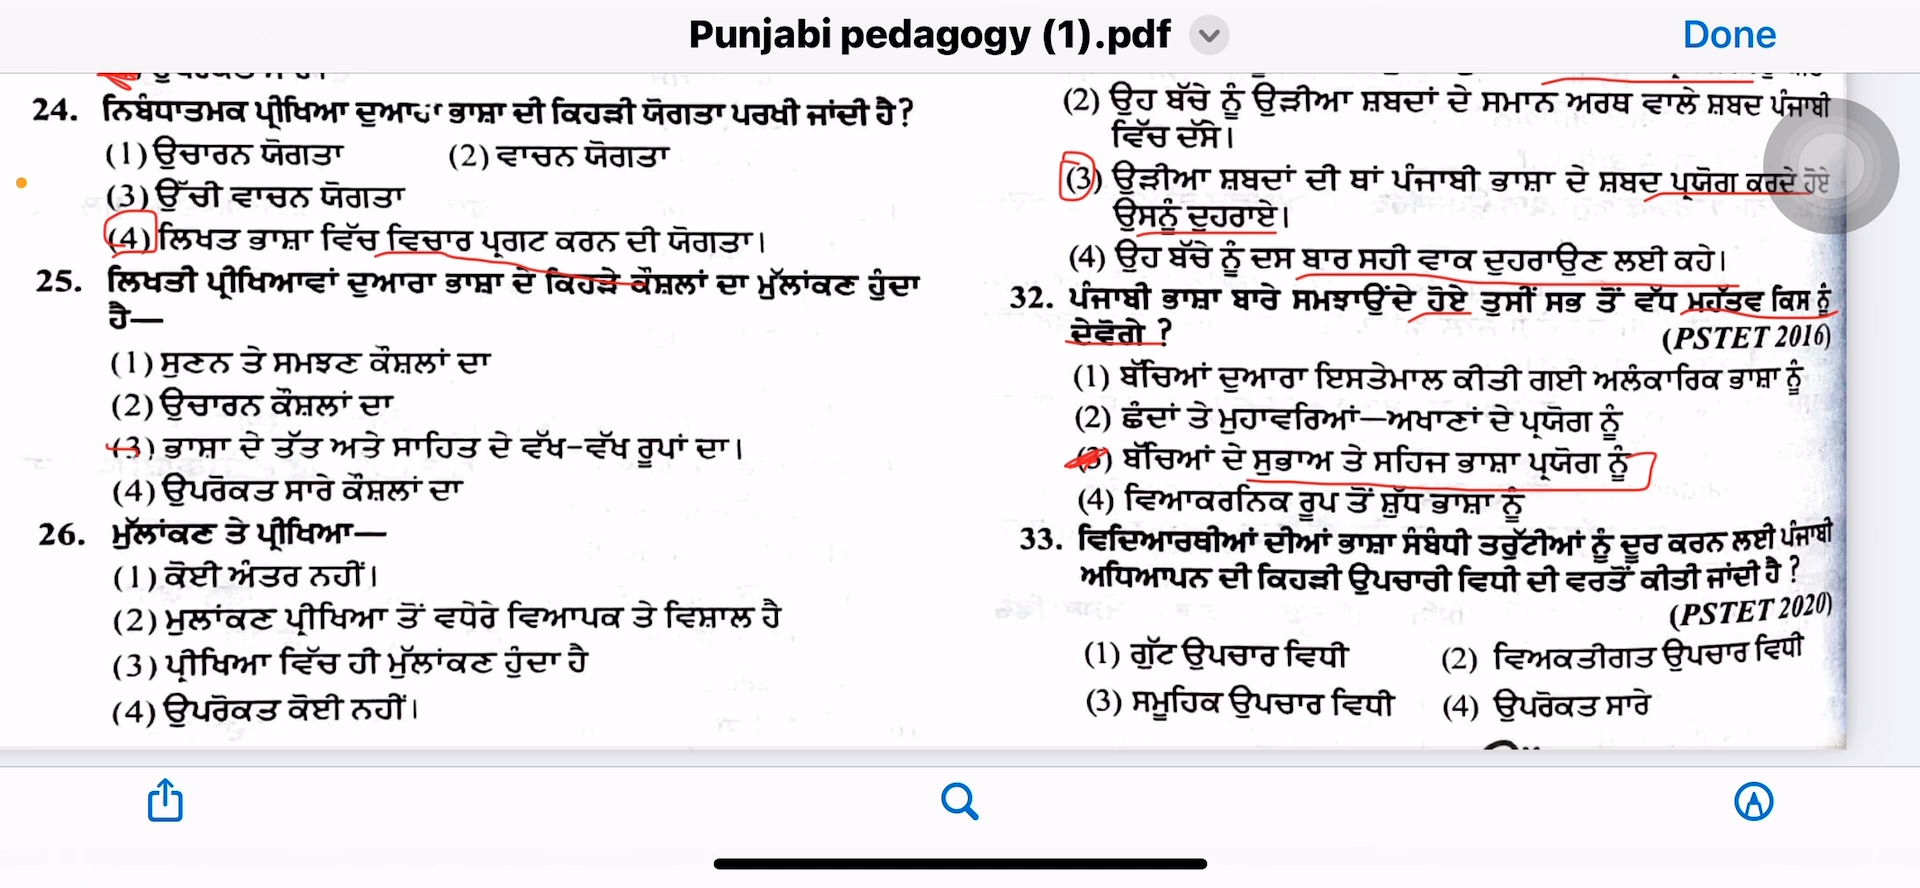 Punjabi pedagogy (1).pdf
Done
24. ਨਿਬੰਧਾਤਮਕ ਪ੍ਰੀਖਿਆ ਦੁਆਰਾ ਭਾਸ਼ਾ ਦੀ ਕਿਹੜੀ ਯੋਗਤਾ ਪਰਖੀ ਜਾਂਦੀ ਹੈ?
(1) ਉਚਾਰਨ ਯੋਗਤਾ (2) ਵਾਚਨ ਯੋਗਤਾ
(3) ਉੱਚੀ ਵਾਚਨ ਯੋਗਤਾ
(4) ਲਿਖਤ ਭਾਸ਼ਾ ਵਿੱਚ ਵਿਚਾਰ ਪ੍ਰਗਟ ਕਰਨ ਦੀ ਯੋਗਤਾ।
25. ਲਿਖਤੀ ਪ੍ਰੀਖਿਆਵਾਂ ਦੁਆਰਾ ਭਾਸ਼ਾ ਦੇ ਕਿਹੜੇ ਕੌਸ਼ਲਾਂ ਦਾ ਮੁੱਲਾਂਕਣ ਹੁੰਦਾ
ਹੈ—
(1) ਸੁਣਨ ਤੇ ਸਮਝਣ ਕੌਸ਼ਲਾਂ ਦਾ
(2) ਉਚਾਰਨ ਕੌਸ਼ਲਾਂ ਦਾ
(3) ਭਾਸ਼ਾ ਦੇ ਤੱਤ ਅਤੇ ਸਾਹਿਤ ਦੇ ਵੱਖ-ਵੱਖ ਰੂਪਾਂ ਦਾ।
(4) ਉਪਰੋਕਤ ਸਾਰੇ ਕੌਸ਼ਲਾਂ ਦਾ
26. ਮੁੱਲਾਂਕਣ ਤੇ ਪ੍ਰੀਖਿਆ—
(1) ਕੋਈ ਅੰਤਰ ਨਹੀਂ।
(2) ਮੁਲਾਂਕਣ ਪ੍ਰੀਖਿਆ ਤੋਂ ਵਧੇਰੇ ਵਿਆਪਕ ਤੇ ਵਿਸ਼ਾਲ ਹੈ
(3) ਪ੍ਰੀਖਿਆ ਵਿੱਚ ਹੀ ਮੁੱਲਾਂਕਣ ਹੁੰਦਾ ਹੈ
(4) ਉਪਰੋਕਤ ਕੋਈ ਨਹੀਂ।
(2) ਉਹ ਬੱਚੇ ਨੂੰ ਉੜੀਆ ਸ਼ਬਦਾਂ ਦੇ ਸਮਾਨ ਅਰਥ ਵਾਲੇ ਸ਼ਬਦ ਪੰਜਾਬੀ
ਵਿੱਚ ਦੱਸੇ।
(3) ਉੜੀਆ ਸ਼ਬਦਾਂ ਦੀ ਥਾਂ ਪੰਜਾਬੀ ਭਾਸ਼ਾ ਦੇ ਸ਼ਬਦ ਪ੍ਰਯੋਗ ਕਰਦੇ ਹੋਏ
ਉਸਨੂੰ ਦੁਹਰਾਏ।
(4) ਉਹ ਬੱਚੇ ਨੂੰ ਦਸ ਬਾਰ ਸਹੀ ਵਾਕ ਦੁਹਰਾਉਣ ਲਈ ਕਹੇ।
32. ਪੰਜਾਬੀ ਭਾਸ਼ਾ ਬਾਰੇ ਸਮਝਾਉਂਦੇ ਹੋਏ ਤੁਸੀਂ ਸਭ ਤੋਂ ਵੱਧ ਮਹੱਤਵ ਕਿਸ ਨੂੰ
ਦੇਵੋਗੇ ? (PSTET 2016)
(1) ਬੱਚਿਆਂ ਦੁਆਰਾ ਇਸਤੇਮਾਲ ਕੀਤੀ ਗਈ ਅਲੰਕਾਰਿਕ ਭਾਸ਼ਾ ਨੂੰ
(2) ਛੰਦਾਂ ਤੇ ਮੁਹਾਵਰਿਆਂ—ਅਖਾਣਾਂ ਦੇ ਪ੍ਰਯੋਗ ਨੂੰ
(3) ਬੱਚਿਆਂ ਦੇ ਸੁਭਾਅ ਤੇ ਸਹਿਜ ਭਾਸ਼ਾ ਪ੍ਰਯੋਗ ਨੂੰ
(4) ਵਿਆਕਰਨਿਕ ਰੂਪ ਤੋਂ ਸ਼ੁੱਧ ਭਾਸ਼ਾ ਨੂੰ
33. ਵਿਦਿਆਰਥੀਆਂ ਦੀਆਂ ਭਾਸ਼ਾ ਸੰਬੰਧੀ ਤਰੁੱਟੀਆਂ ਨੂੰ ਦੂਰ ਕਰਨ ਲਈ ਪੰਜਾਬੀ
ਅਧਿਆਪਨ ਦੀ ਕਿਹੜੀ ਉਪਚਾਰੀ ਵਿਧੀ ਦੀ ਵਰਤੋਂ ਕੀਤੀ ਜਾਂਦੀ ਹੈ ?
(PSTET 2020)
(1) ਗੁੱਟ ਉਪਚਾਰ ਵਿਧੀ (2) ਵਿਅਕਤੀਗਤ ਉਪਚਾਰ ਵਿਧੀ
(3) ਸਮੂਹਿਕ ਉਪਚਾਰ ਵਿਧੀ (4) ਉਪਰੋਕਤ ਸਾਰੇ